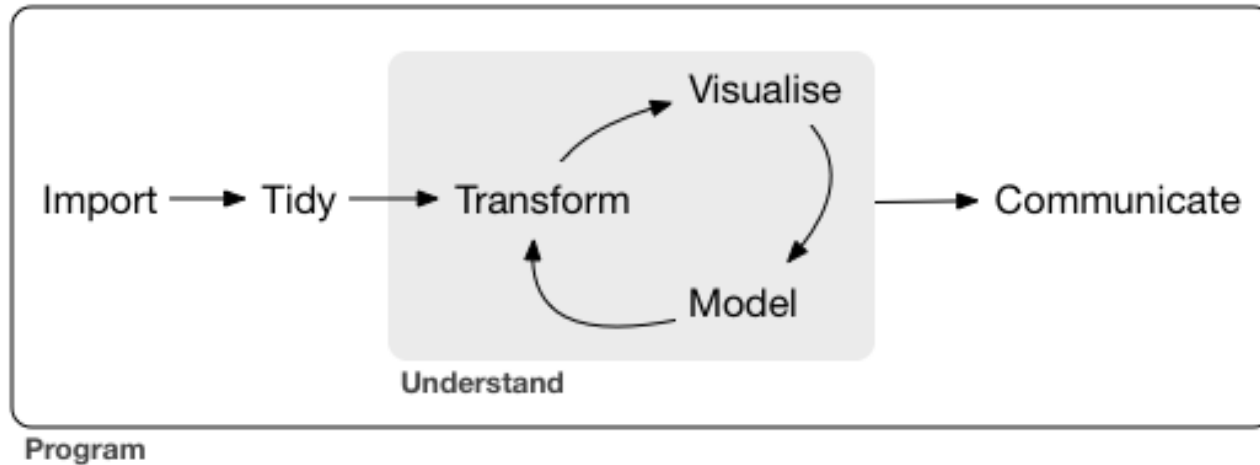 Visualise
Import
Tidy
Transform
Communicate
Model
Understand
Program